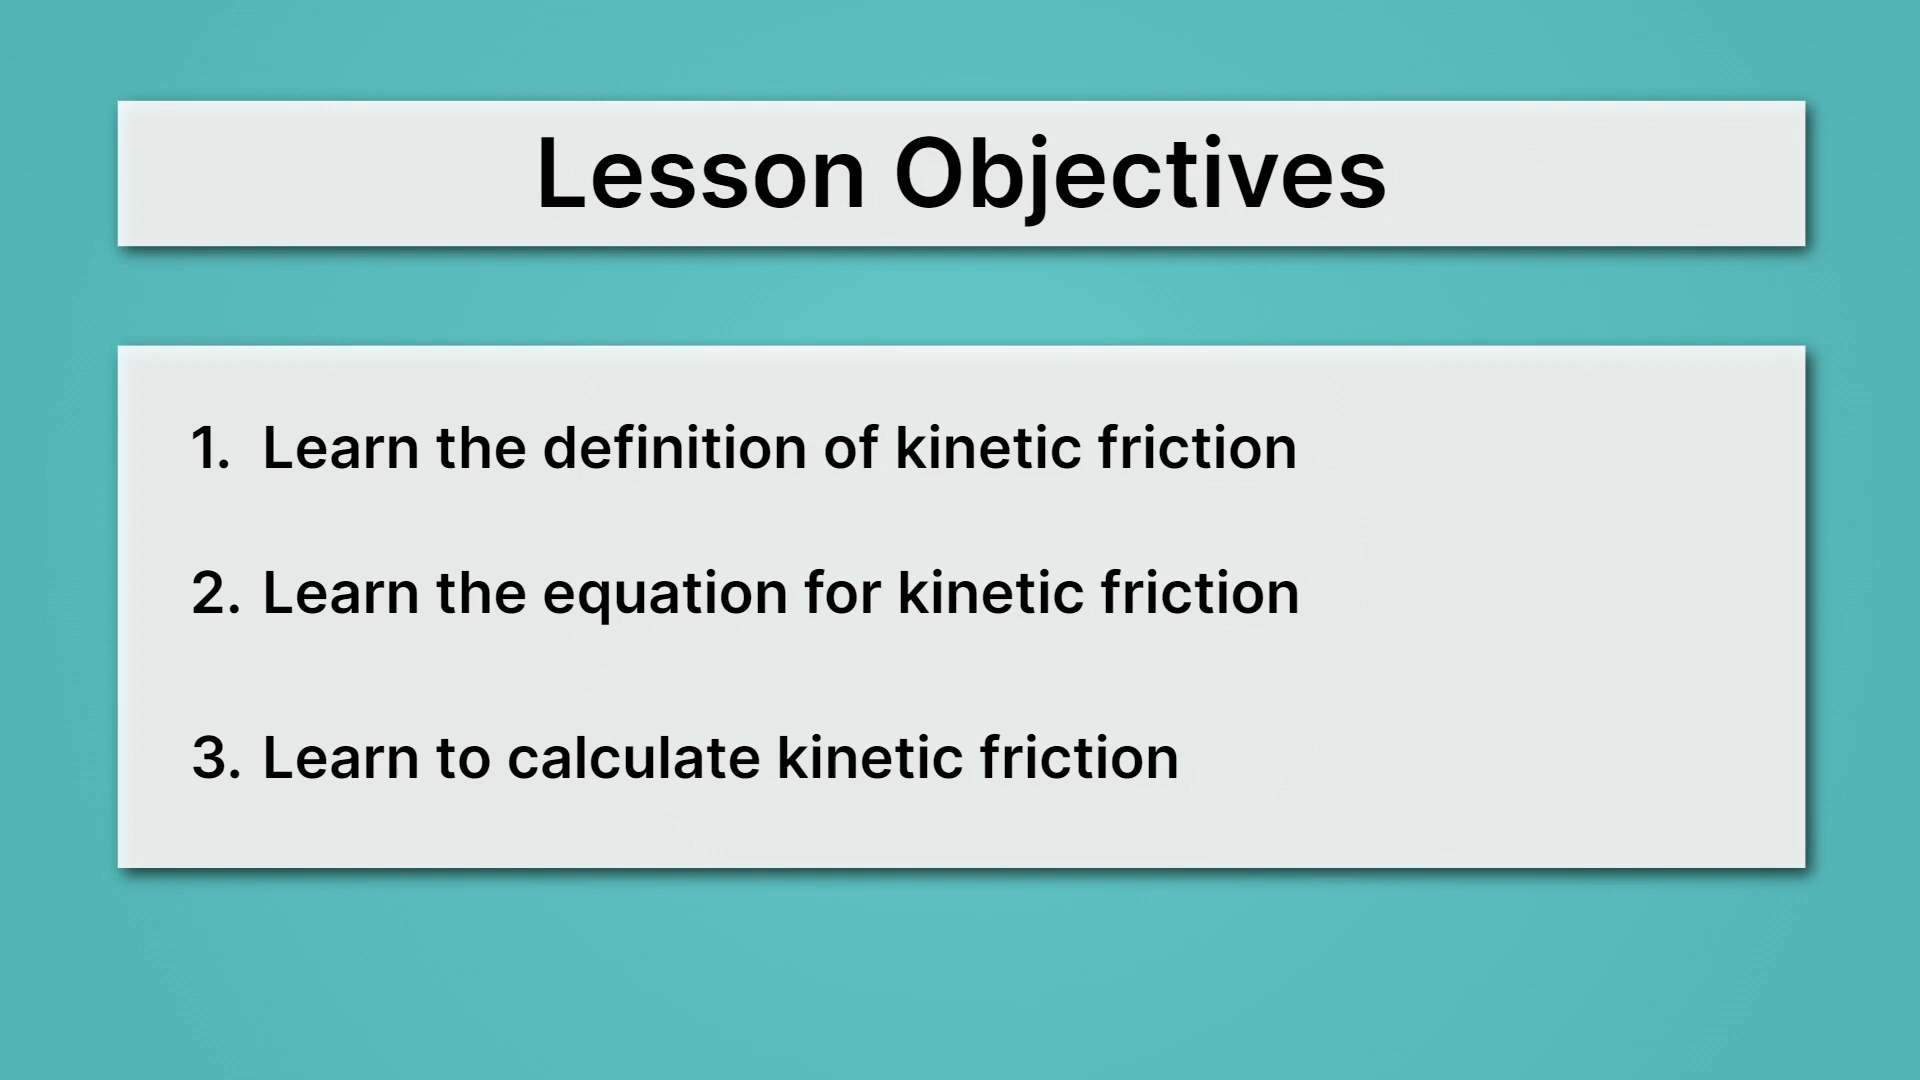 Lesson Objectives
1. Learn the definition of kinetic friction
2. Learn the equation for kinetic friction
3. Learn to calculate kinetic friction